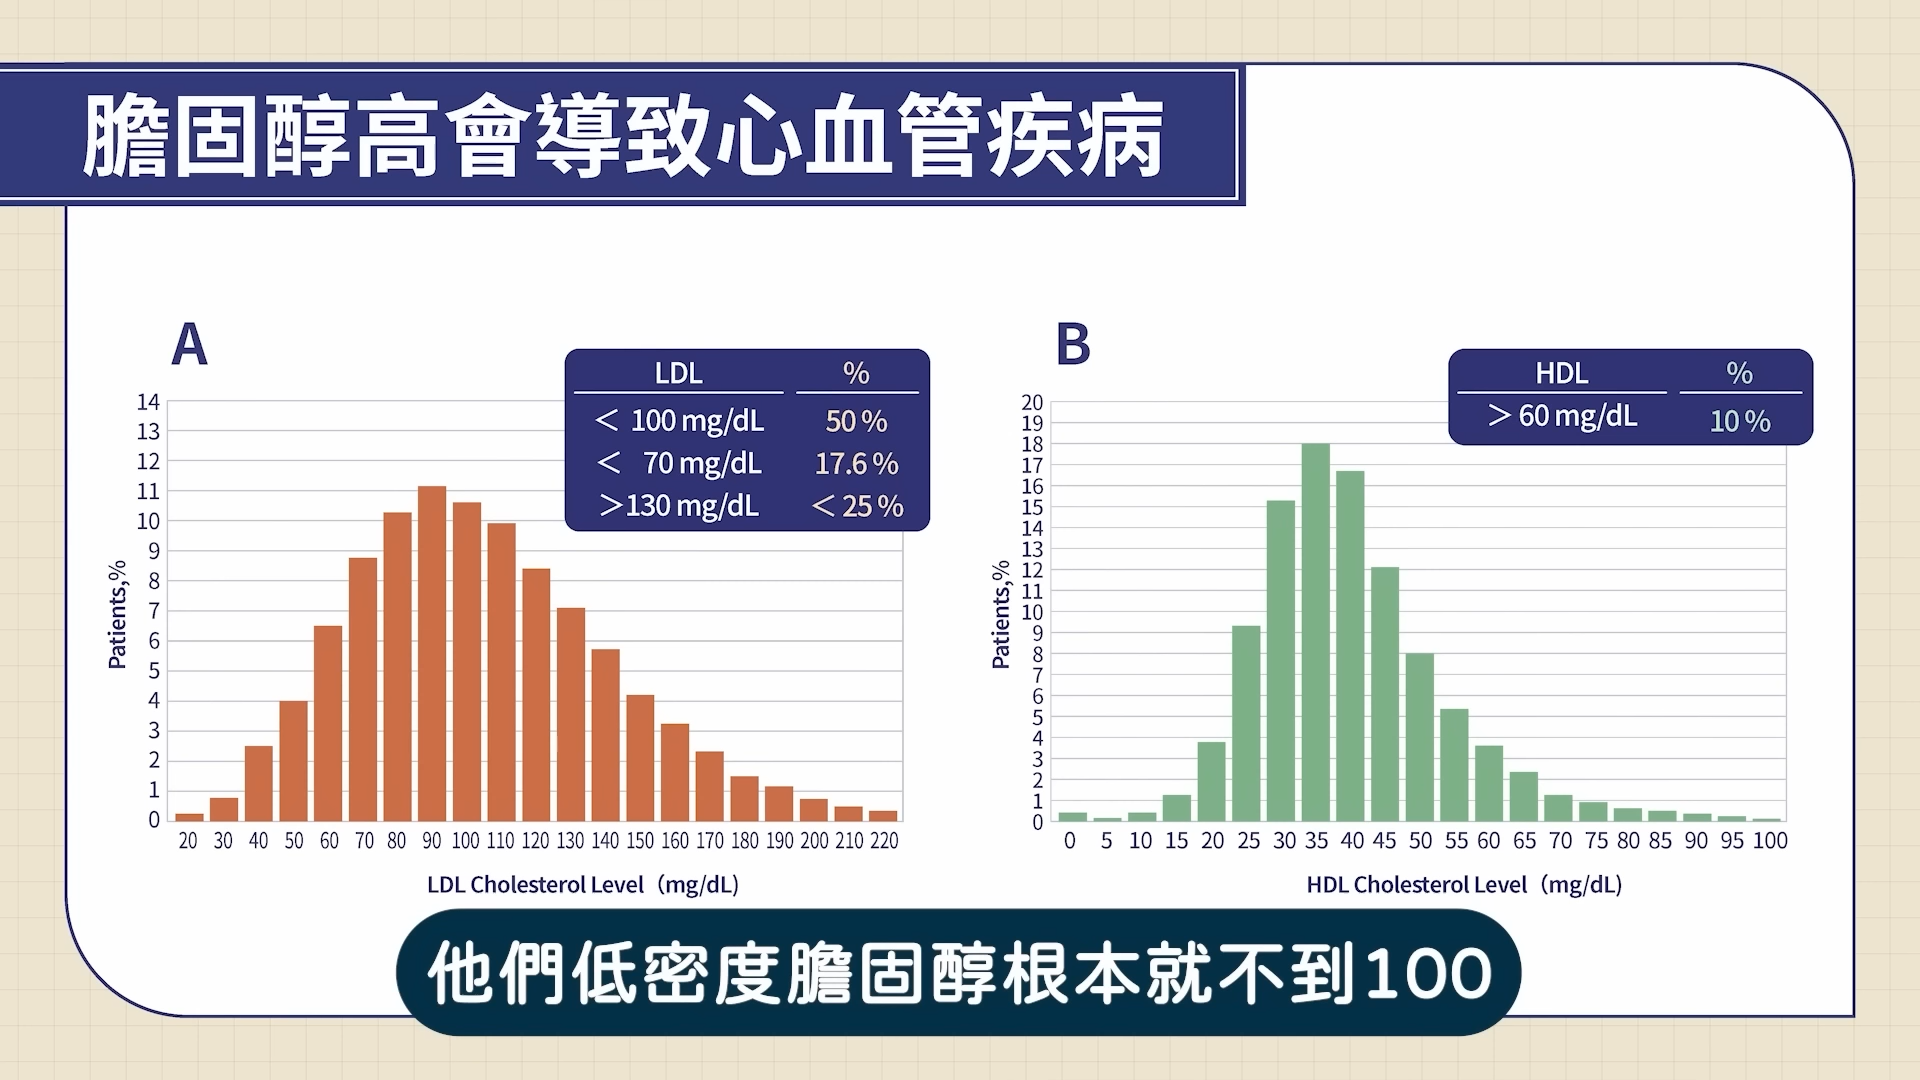 膽固醇高會導致心血管疾病
A
LDL %
＜ 100 mg/dL 50 %
＜ 70 mg/dL 17.6 %
＞130 mg/dL ＜ 25 %
Patients,%
14
13
12
11
10
9
8
7
6
5
4
3
2
1
0
20 30 40 50 60 70 80 90 100 110 120 130 140 150 160 170 180 190 200 210 220
LDL Cholesterol Level（mg/dL)
B
HDL %
＞ 60 mg/dL 10 %
Patients,%
20
19
18
17
16
15
14
13
12
11
10
9
8
7
6
5
4
3
2
1
0
0 5 10 15 20 25 30 35 40 45 50 55 60 65 70 75 80 85 90 95 100
HDL Cholesterol Level（mg/dL)
他們低密度膽固醇根本就不到100